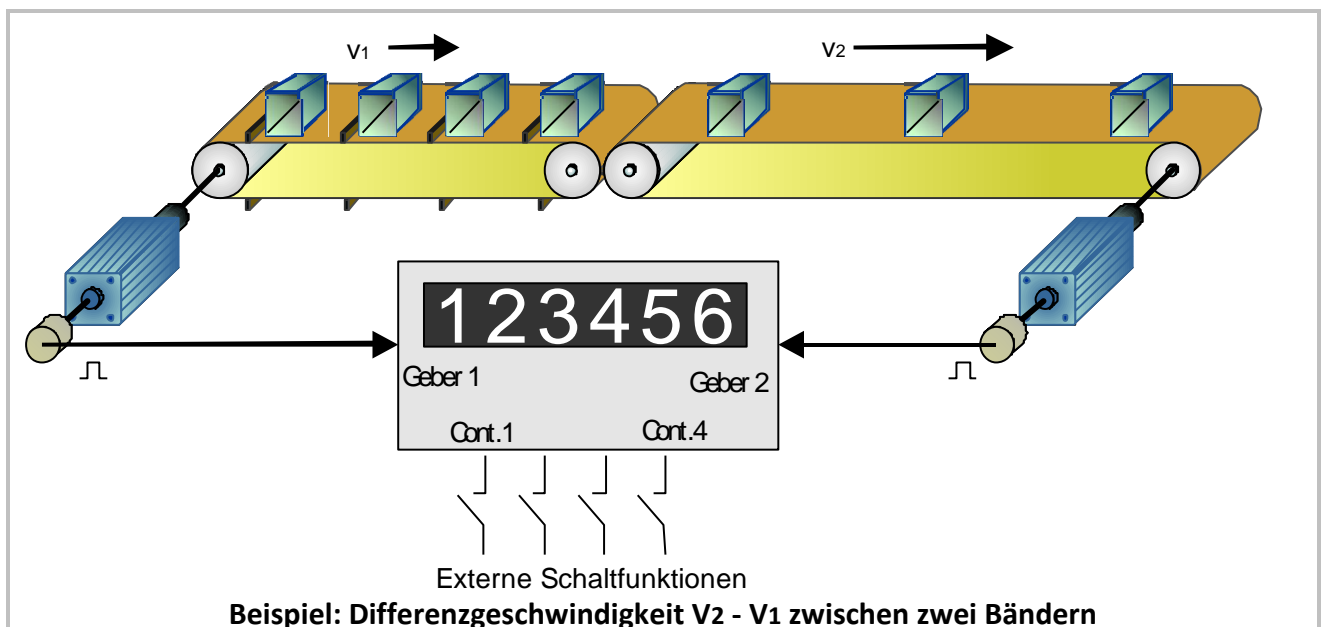 v1
v2
123456
Geber 1
Geber 2
Cont.1
Cont.4
Externe Schaltfunktionen
Beispiel: Differenzgeschwindigkeit V2 - V1 zwischen zwei Bändern